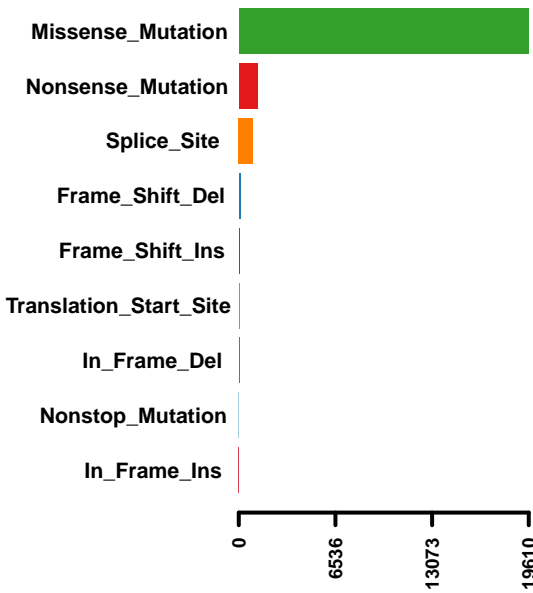 Missense_Mutation
Nonsense_Mutation
Splice_Site
Frame_Shift_Del
Frame_Shift_Ins
Translation_Start_Site
In_Frame_Del
Nonstop_Mutation
In_Frame_Ins
0
6536
13073
19610